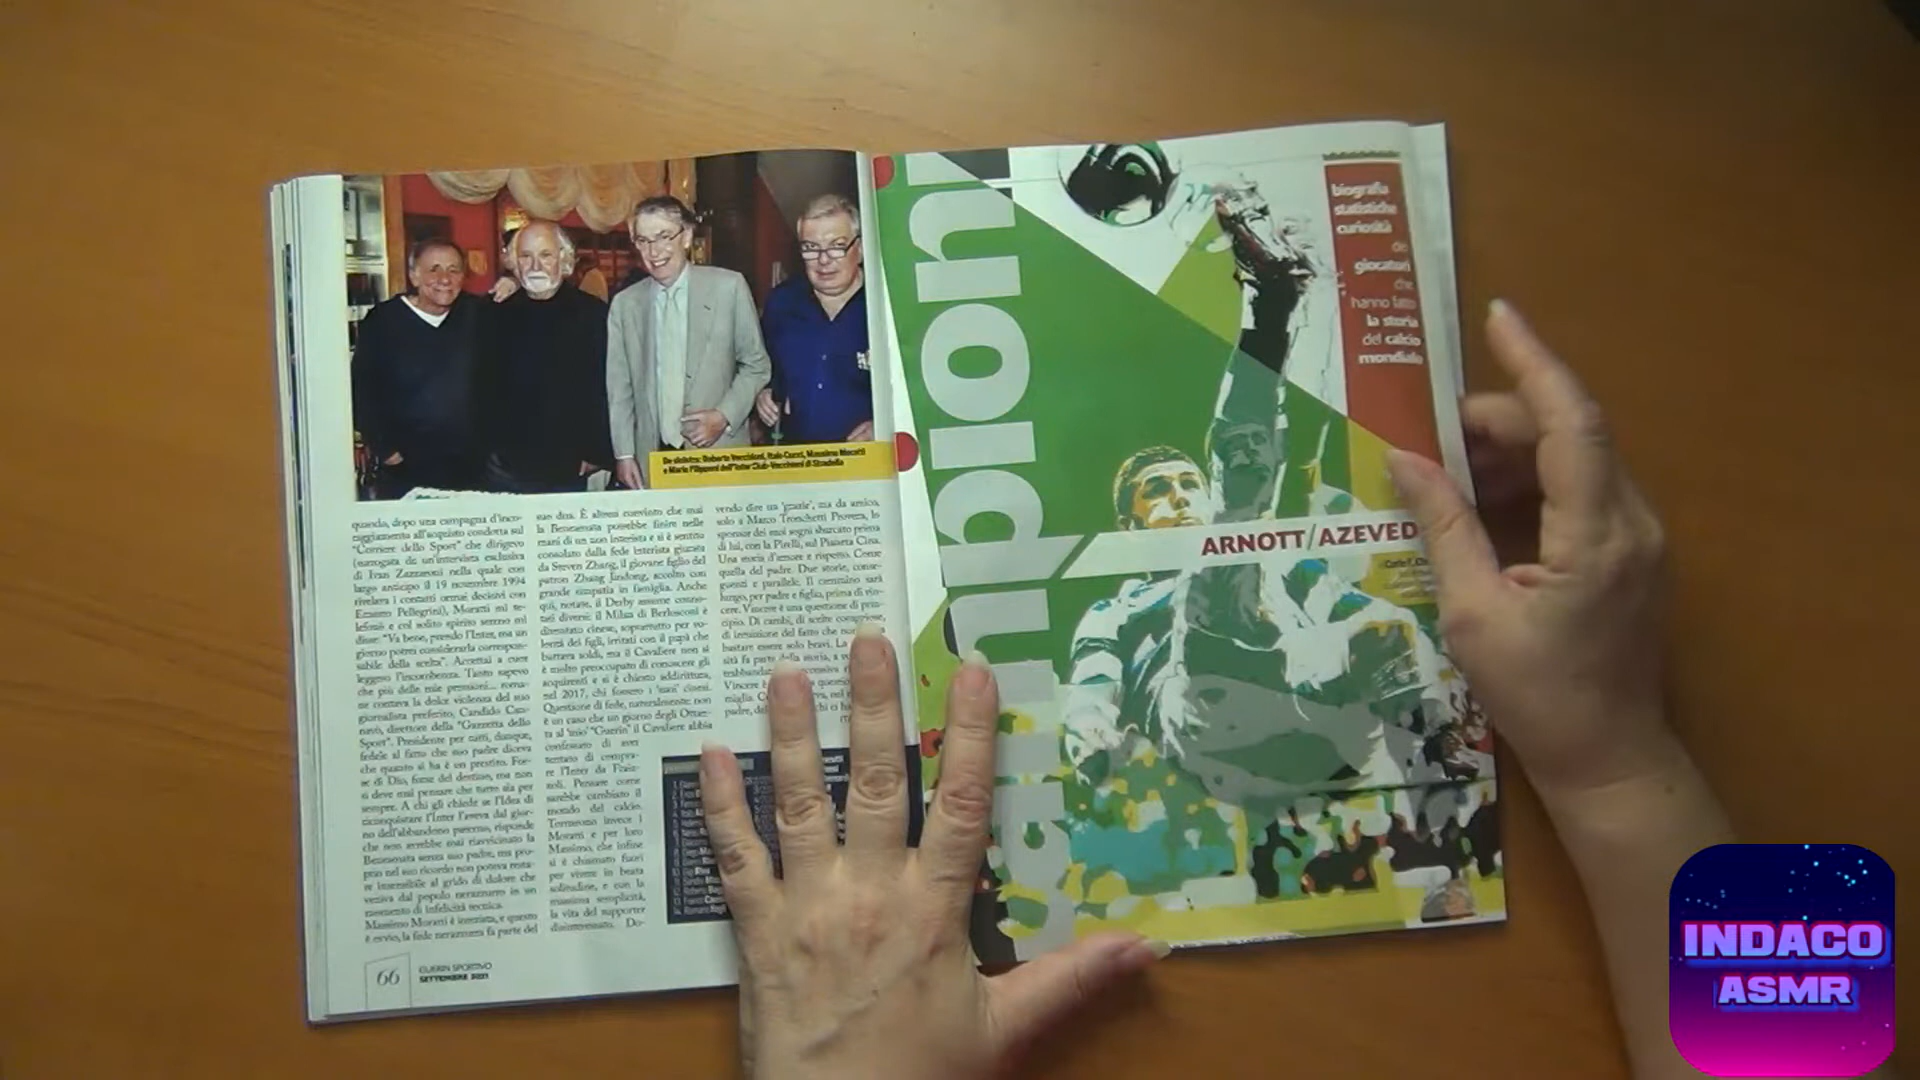 De sinistra: Roberto Vecchioni, Italo Cucci, Massimo Moratti
e Mario Filipponi dell'Inter Club-Vecchioni di Stradella
quando, dopo una campagna d'inco-
raggiamento all'acquisto condotta sul
"Corriere dello Sport" che dirigevo
(surrogata da un'intervista esclusiva
di Ivan Zazzaroni nella quale con
largo anticipo il 19 novembre 1994
rivelava i contatti ormai decisivi con
Ernesto Pellegrini), Moratti mi te-
lefonò e col solito spirito sereno mi
disse: "Va bene, prendo l'Inter, ma un
giorno potrei considerarla correspon-
sabile della scelta". Accettai a cuor
leggero l'incombenza. Tanto sapevo
che più delle mie pressioni...
contava la dolce violenza del suo
giornalista preferito, Candido Can-
navò, direttore della "Gazzetta dello
Sport". Presidente per tutti, dunque,
fedele al fatto che suo padre diceva
che quanto si ha è un prestito. For-
se di Dio, forse del destino, ma non
si deve mai pensare che tutto sia per
sempre. A chi gli chiede se l'idea di
riconquistare l'Inter l'aveva dal gior-
no dell'abbandono paterno, risponde
che non avrebbe mai riavvicinato la
Beneamata senza suo padre, ma pro-
prio nel suo ricordo non poteva resta-
re insensibile al grido di dolore che
veniva dal popolo nerazzurro in un
momento di infelicità tecnica.
Massimo Moratti è interista, e questo
è ovvio, la fede nerazzurra fa parte del
suo dna. È altresì convinto che mai
la Beneamata potrebbe finire nelle
mani di un non interista e si è sentito
consolato dalla fede interista giurata
da Steven Zhang, il giovane figlio del
patron Zhang Jindong, accolto con
grande simpatia in famiglia. Anche
qui, notate, il Derby assume conno-
tati diversi: il Milan di Berlusconi è
diventato cinese, soprattutto per vo-
lontà dei figli, irritati con il papà che
buttava soldi, ma il Cavaliere non si
è molto preoccupato di conoscere gli
acquirenti e si è chiesto addirittura,
nel 2017, chi fossero i 'suoi' cinesi.
Questione di fede, naturalmente: non
è un caso che un giorno degli Ottan-
ta al 'mio' "Guerin" il Cavaliere abbia
confessato di aver
tentato di compra-
re l'Inter da Fraiz-
zoli. Pensate come
sarebbe cambiato il
mondo del calcio.
Tornarono invece i
Moratti e per loro
Massimo, che infine
si è chiamato fuori
per vivere in beata
solitudine, e con la
massima semplicità,
la vita del supporter
disinteressato. Do-
vendo dire un 'grazie', ma da amico,
solo a Marco Tronchetti Provera, lo
sponsor dei suoi sogni sbarcato prima
di lui, con la Pirelli, sul Pianeta Cina.
Una storia d'amore e rispetto. Come
quella del padre. Due storie, conse-
guenti e parallele. Il cammino sarà
lungo, per padre e figlio, prima di vin-
cere. Vincere è una questione di prin-
cipio. Di cambi, di scelte coraggiose,
di intuizione del fatto che non
bastare essere solo bravi. La
sità fa parte della storia, a
Vincere è
miglia.
padre,
66
GUERIN SPORTIVO
SETTEMBRE 2021
campioni
biografia
statistiche
curiosità
dei
giocatori
che
hanno fatto
la storia
del calcio
mondiale
ARNOTT/AZEVED
INDACO
ASMR